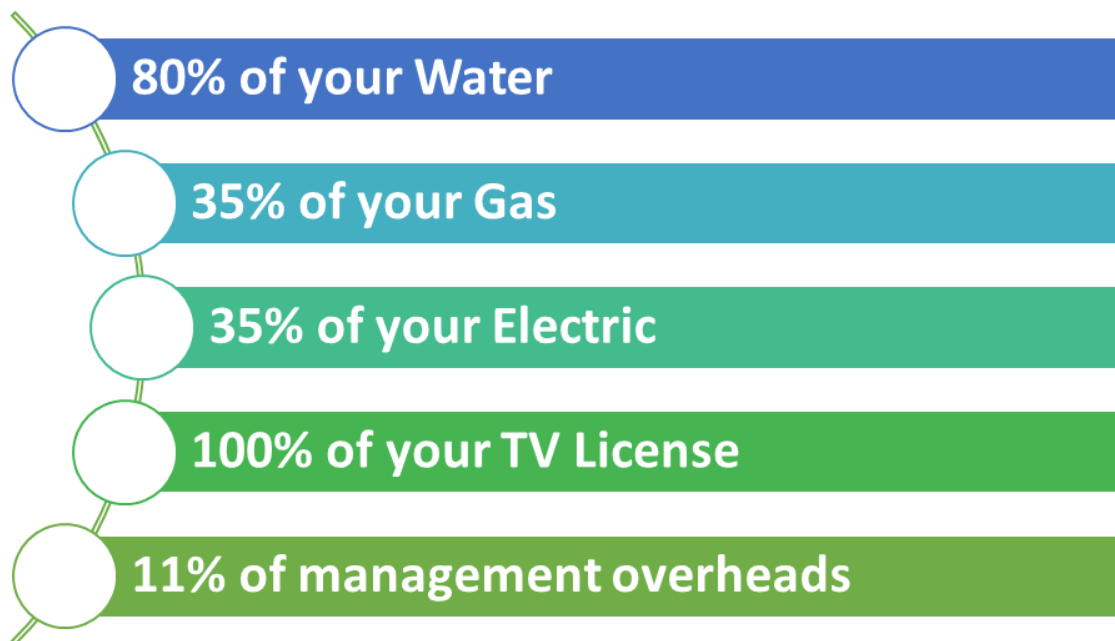 80% of your Water
35% of your Gas
35% of your Electric
100% of your TV License
11% of management overheads